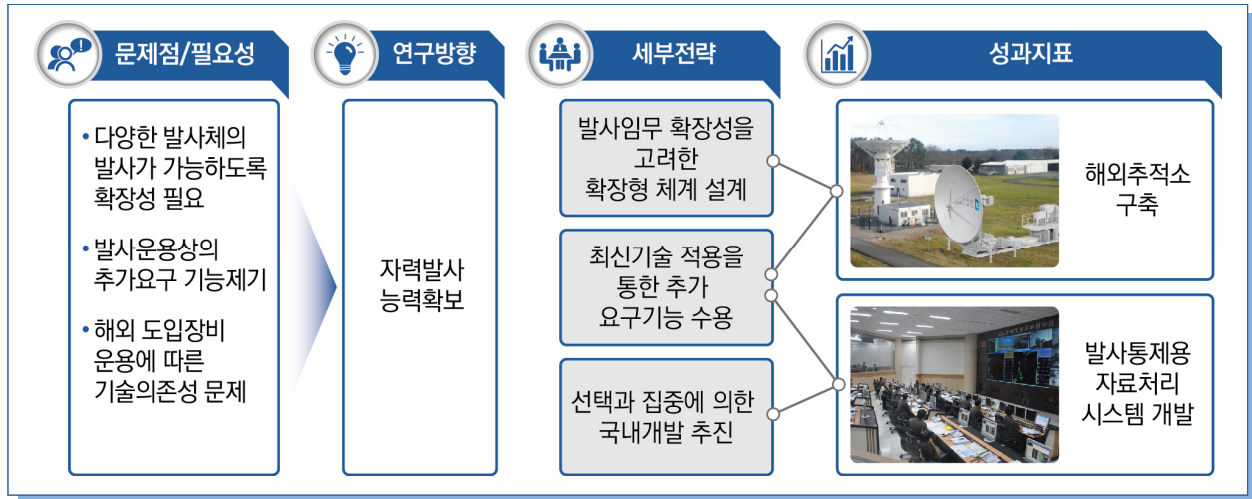 문제점/필요성
• 다양한 발사체의
발사가 가능하도록
확장성 필요
• 발사운용상의
추가요구 기능제기
• 해외 도입장비
운용에 따른
기술의존성 문제
연구방향
자력발사
능력확보
세부전략
발사임무 확장성을
고려한
확장형 체계 설계
최신기술 적용을
통한 추가
요구기능 수용
선택과 집중에 의한
국내개발 추진
성과지표
해외추적소
구축
발사통제용
자료처리
시스템 개발